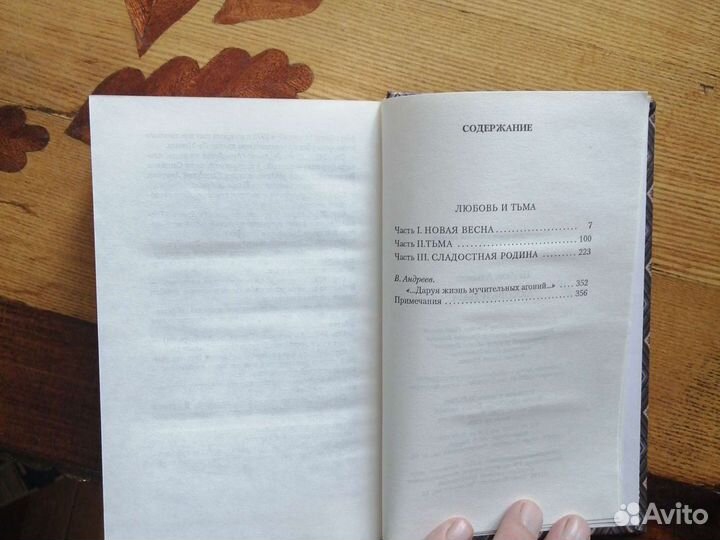 СОДЕРЖАНИЕ
ЛЮБОВЬ И ТЬМА
Часть I. НОВАЯ ВЕСНА . . . . . . . . . . . . . . . . . . . . 7
Часть II.ТЬМА . . . . . . . . . . . . . . . . . . . . . . . . . . . . 100
Часть III. СЛАДОСТНАЯ РОДИНА . . . . . . . . . 223
В. Андреев.
«...Даруя жизнь мучительных агоний...» . . . . 352
Примечания . . . . . . . . . . . . . . . . . . . . . . . . . . . . . . 356
Avito